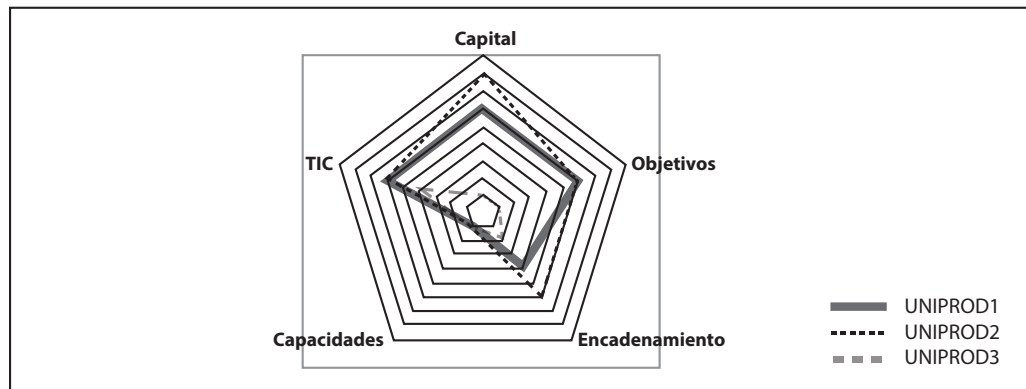 Capital
TIC
Objetivos
Capacidades
Encadenamiento
UNIPROD1
UNIPROD2
UNIPROD3